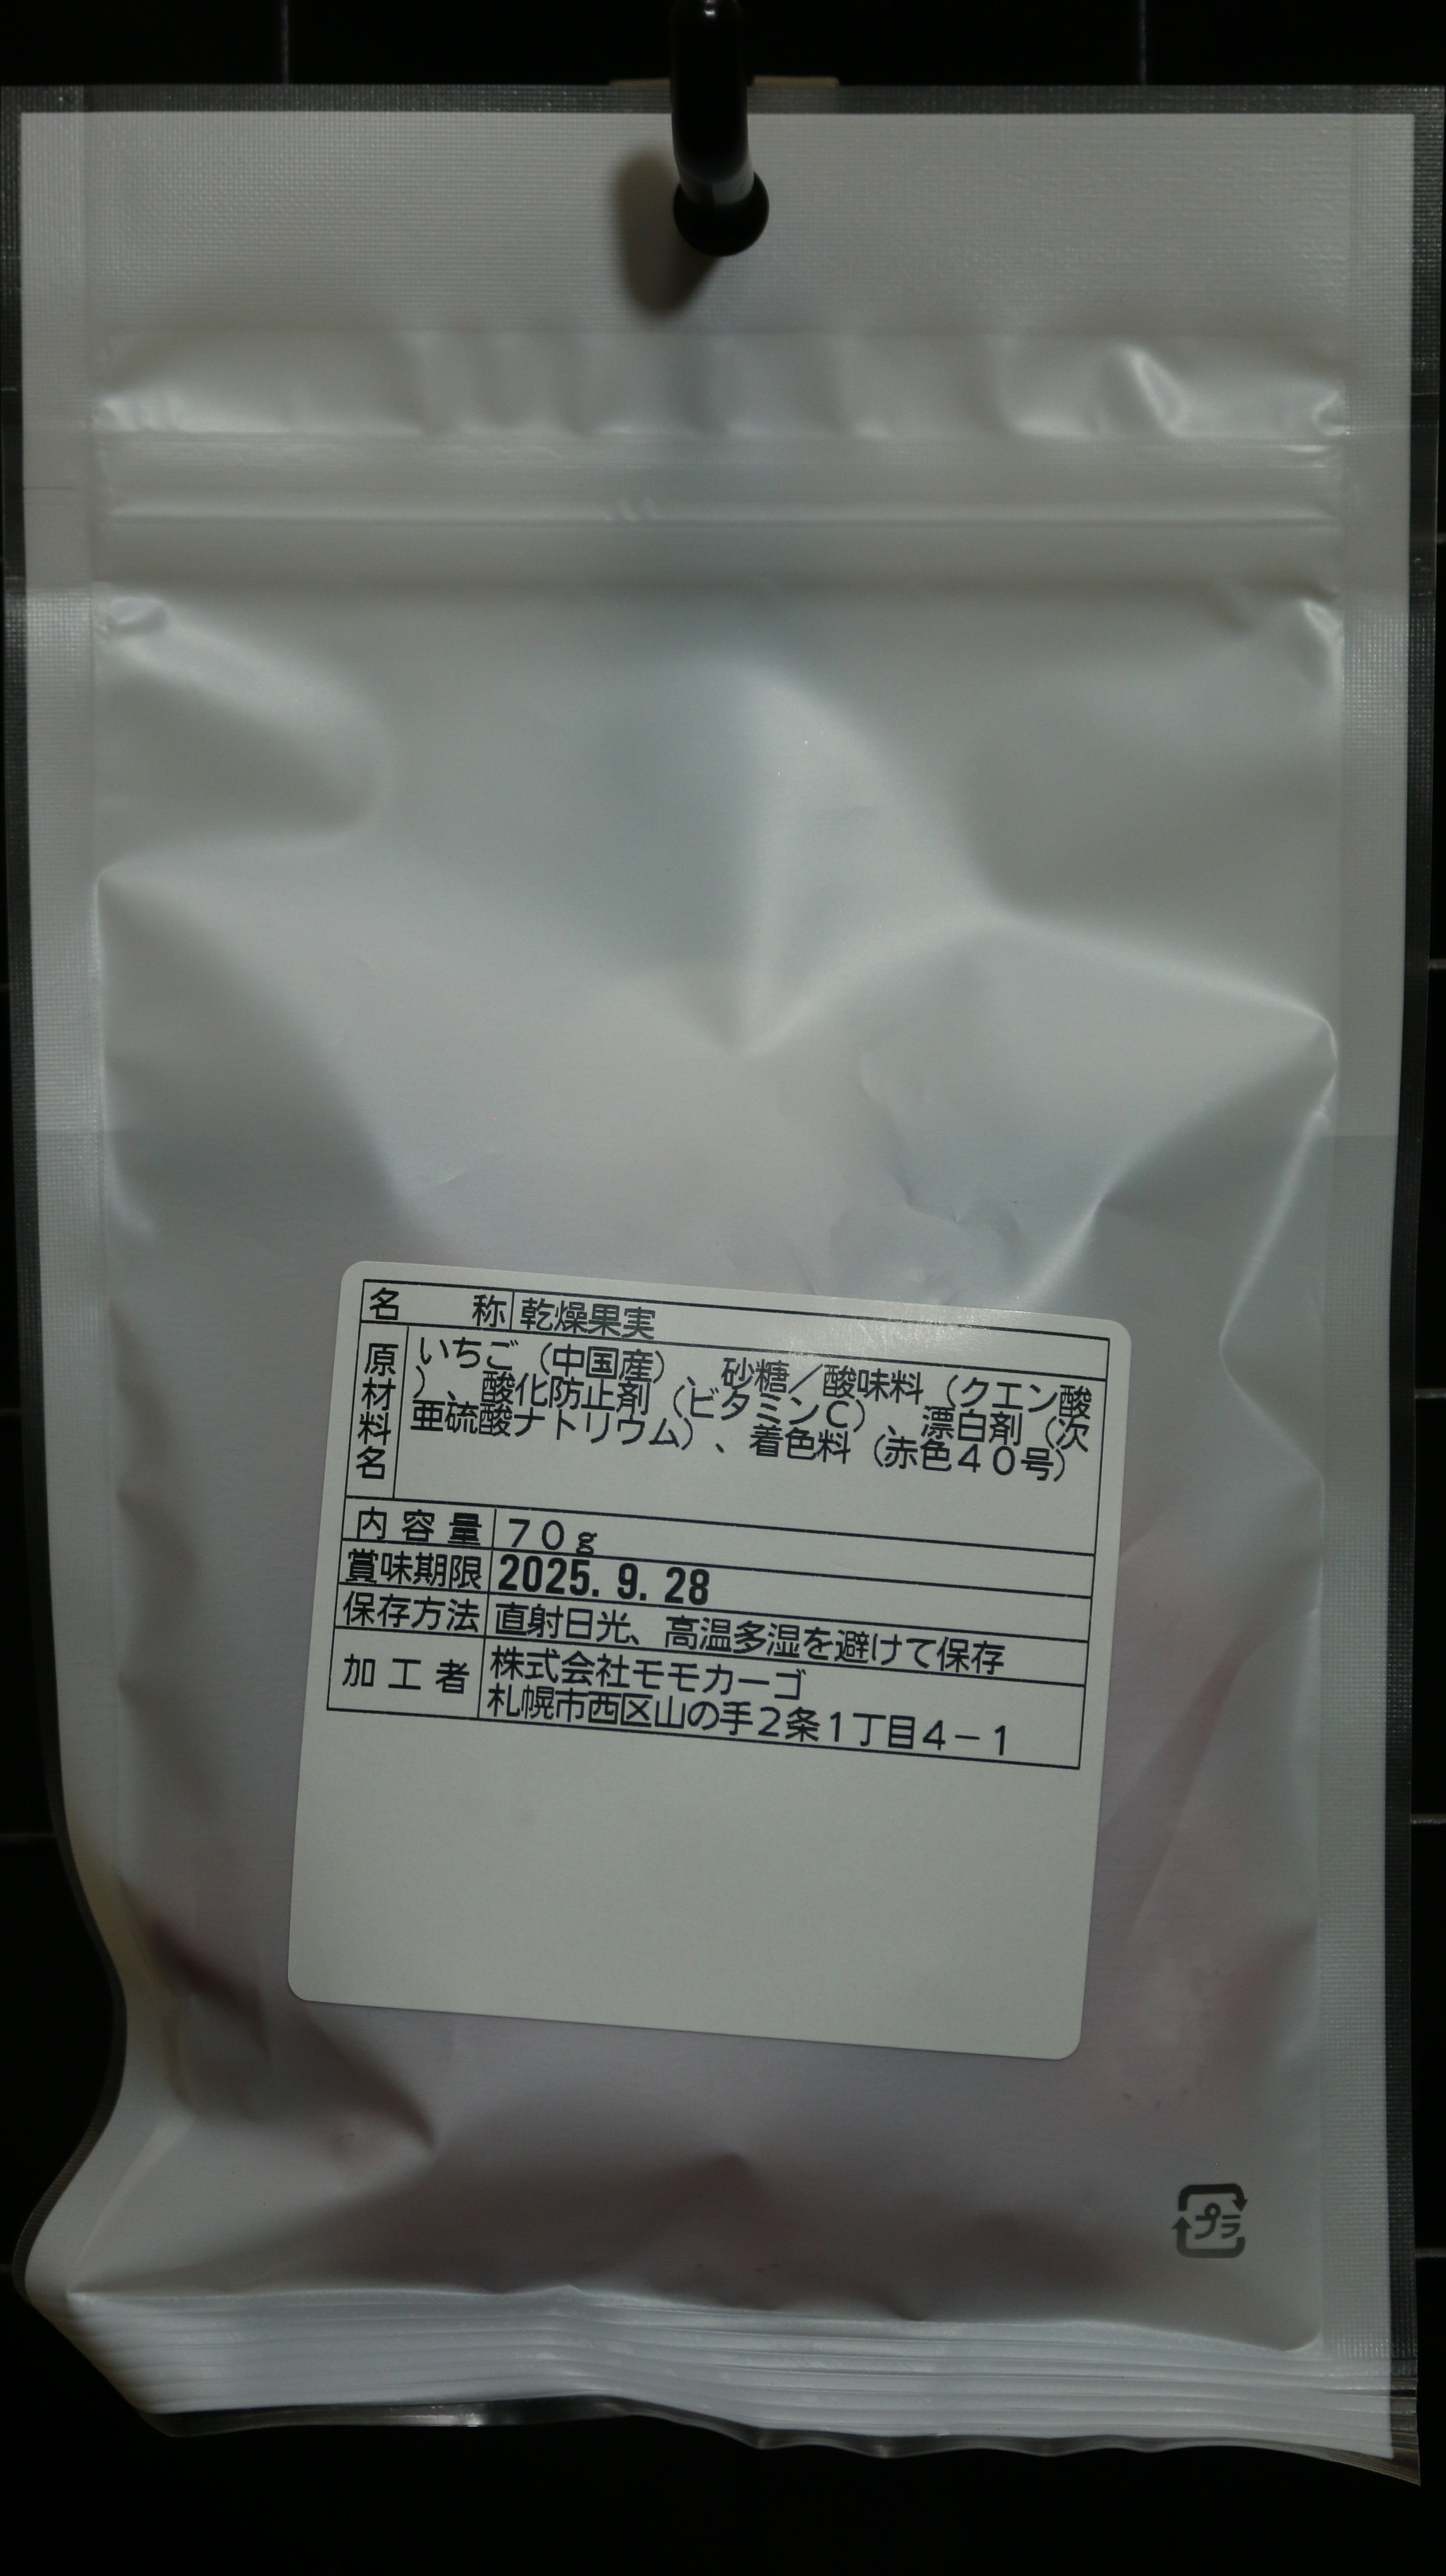 名 称 乾燥果実
原材料名 いちご（中国産）、砂糖／酸味料（クエン酸
）、酸化防止剤（ビタミンC）、漂白剤（次
亜硫酸ナトリウム）、着色料（赤色40号）
内容量 70g
賞味期限 2025.9.28
保存方法 直射日光、高温多湿を避けて保存
加工者 株式会社モモカーゴ
札幌市西区山の手2条1丁目4−1
プラ